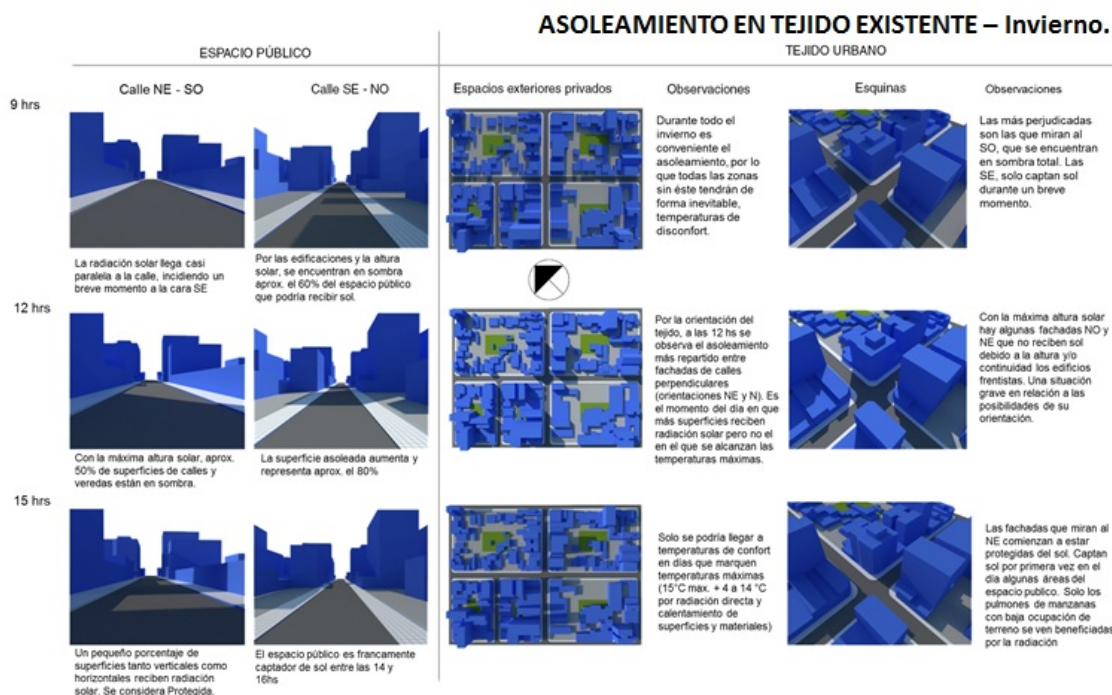 ASOLEAMIENTO EN TEJIDO EXISTENTE – Invierno.
ESPACIO PÚBLICO
TEJIDO URBANO
Calle NE - SO
Calle SE - NO
Espacios exteriores privados
Observaciones
Esquinas
Observaciones
9 hrs
La radiación solar llega casi
paralela a la calle, incidiendo un
breve momento a la cara SE
Por las edificaciones y la altura
solar, se encuentran en sombra
aprox. el 60% del espacio público
que podría recibir sol.
Durante todo el
invierno es
conveniente el
asoleamiento, por lo
que todas las zonas
sin éste tendrán de
forma inevitable,
temperaturas de
disconfort.
Las más perjudicadas
son las que miran al
SO, que se encuentran
en sombra total. Las
SE, solo captan sol
durante un breve
momento.
12 hrs
Con la máxima altura solar, aprox.
50% de superficies de calles y
veredas están en sombra.
La superficie asoleada aumenta y
representa aprox. el 80%
Por la orientación del
tejido, a las 12 hs se
observa el asoleamiento
más repartido entre
fachadas de calles
perpendiculares
(orientaciones NE y N). Es
el momento del día en que
más superficies reciben
radiación solar pero no el
en el que se alcanzan las
temperaturas máximas.
Con la máxima altura solar
hay algunas fachadas NO y
NE que no reciben sol
debido a la altura y/o
continuidad los edificios
frentistas. Una situación
grave en relación a las
posibilidades de su
orientación.
15 hrs
Un pequeño porcentaje de
superficies tanto verticales como
horizontales reciben radiación
solar. Se considera Protegida.
El espacio público es francamente
captador de sol entre las 14 y
16hs
Solo se podría llegar a
temperaturas de confort
en días que marquen
temperaturas máximas
(15°C max. + 4 a 14 °C
por radiación directa y
calentamiento de
superficies y materiales)
Las fachadas que miran al
NE comienzan a estar
protegidas del sol. Captan
sol por primera vez en el
día algunas áreas del
espacio publico. Solo los
pulmones de manzanas
con baja ocupación de
terreno se ven beneficiadas
por la radiación